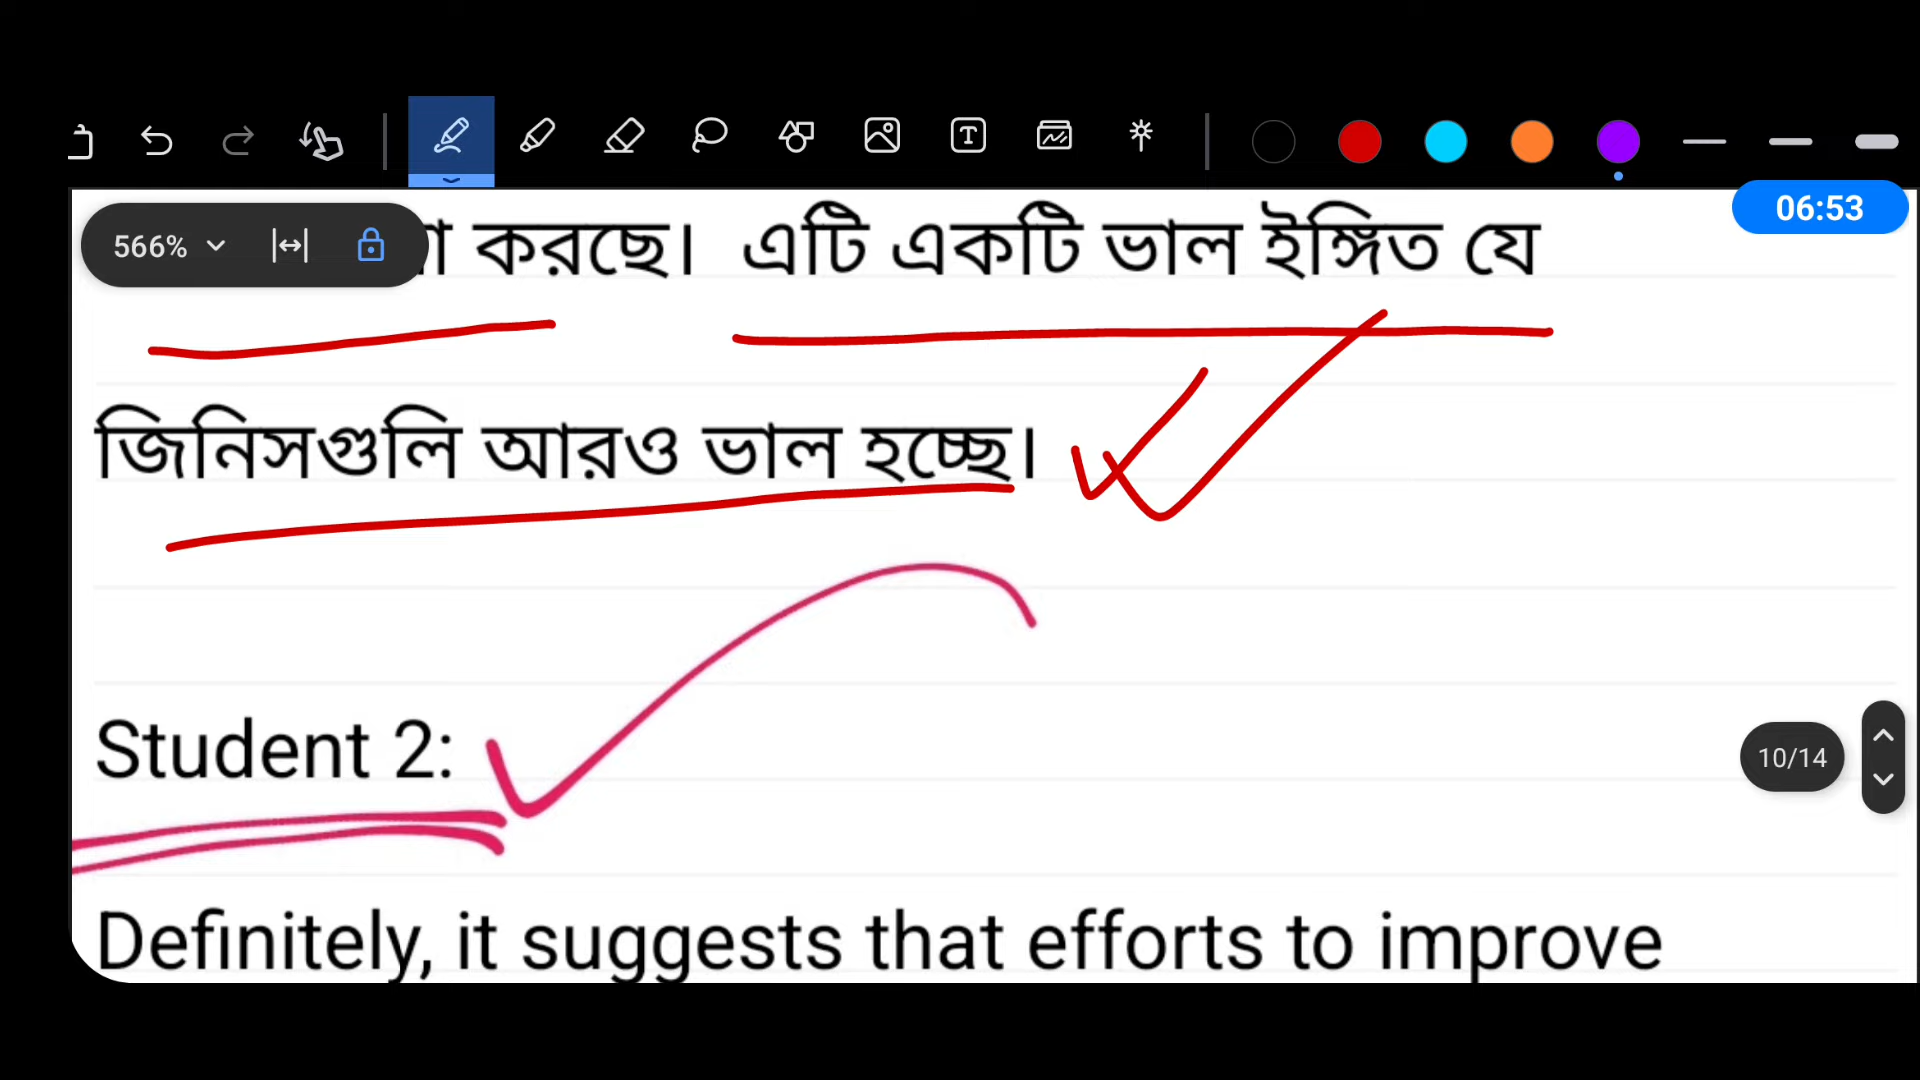 566%
06:53
করছে। এটি একটি ভাল ইঙ্গিত যে
জিনিসগুলি আরও ভাল হচ্ছে।
Student 2:
10/14
Definitely, it suggests that efforts to improve